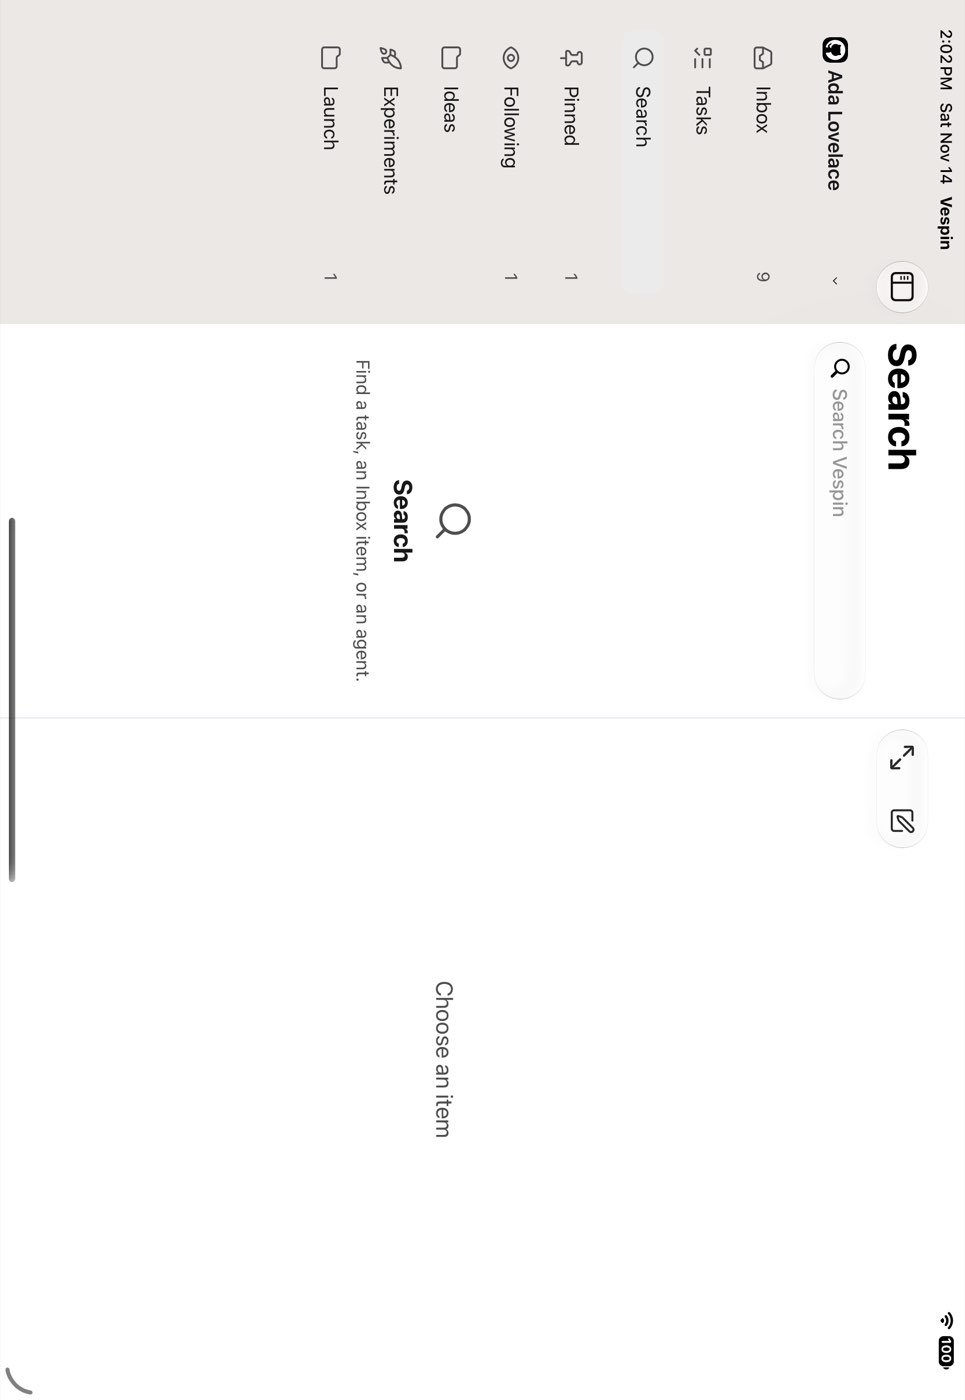 2:02 PM Sat Nov 14 Vespin
100
Ada Lovelace
Inbox 9
Tasks
Search
Pinned 1
Following 1
Ideas
Experiments
Launch 1
Search
Search Vespin
Search
Find a task, an Inbox item, or an agent.
Choose an item